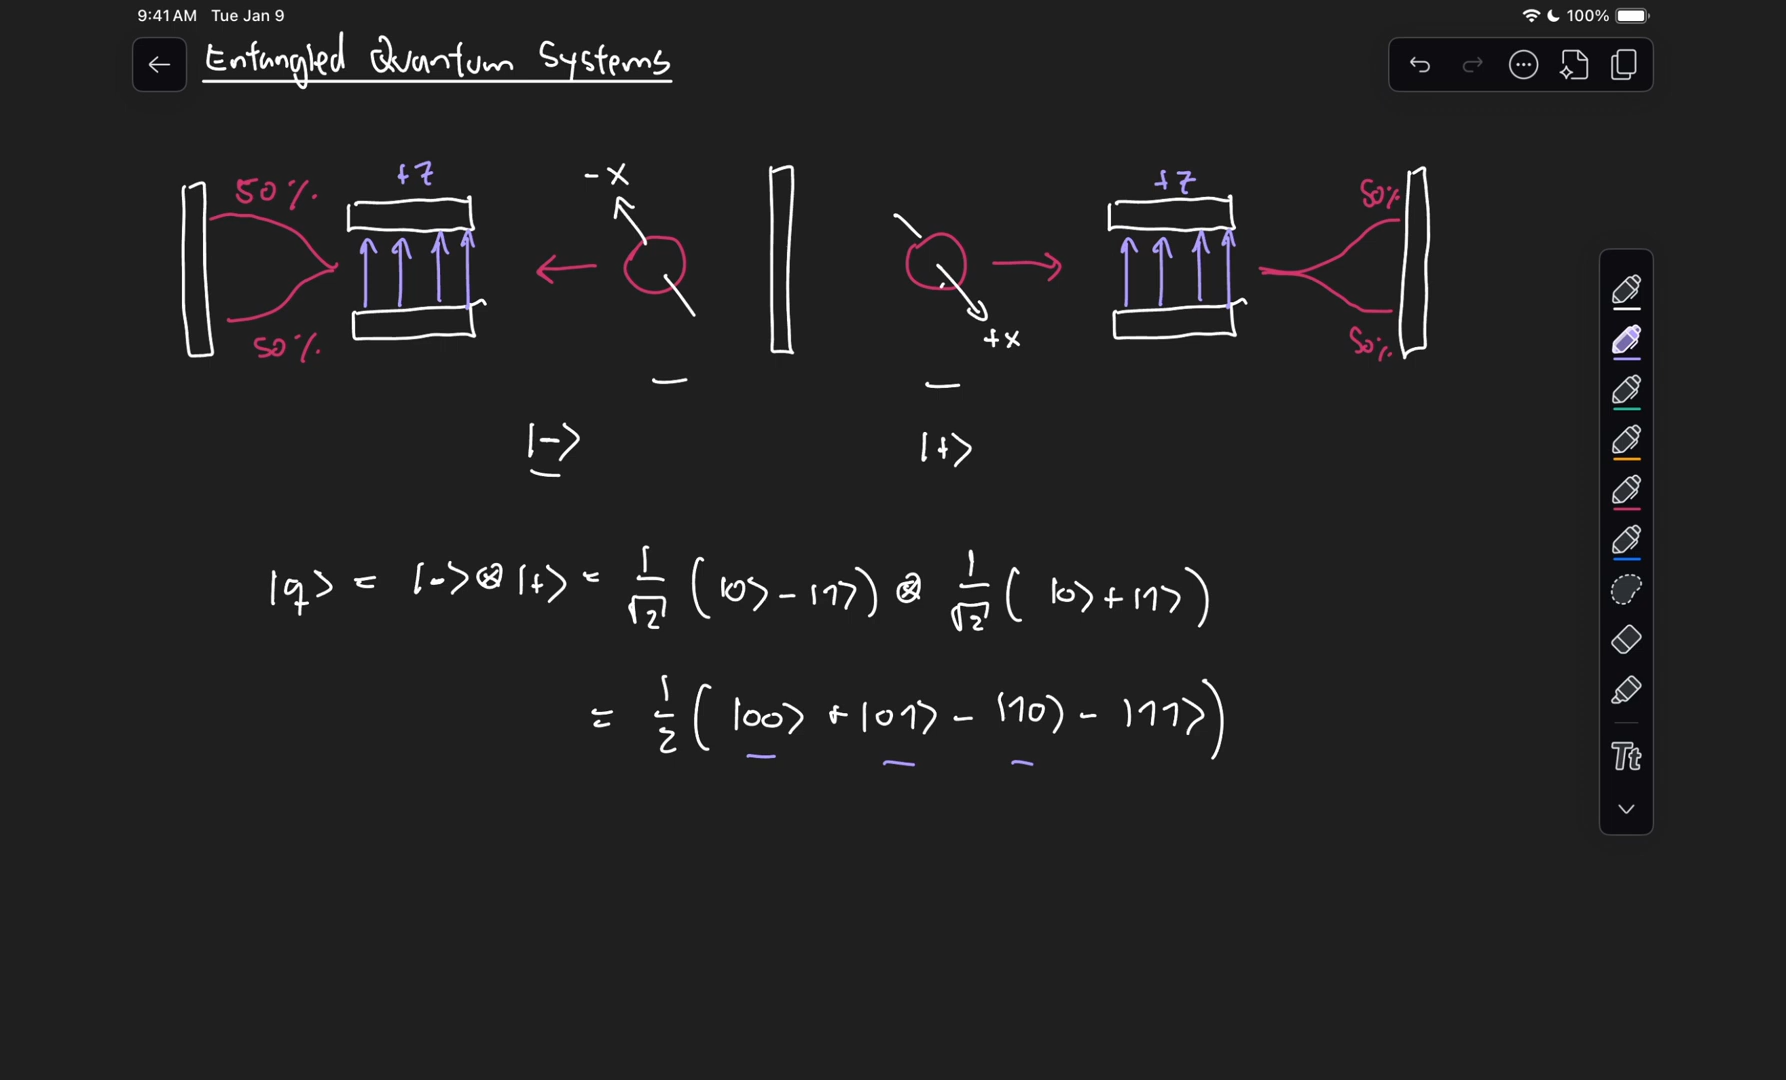 9:41 AM Tue Jan 9
100%
Entangled Quantum Systems
50% +z -x +z 50%
50% +x 50%
|-> |+>
|q> = |-> ⊗ |+> = 1/√2 (|0> - |1>) ⊗ 1/√2 (|0> + |1>)
= 1/2 (|00> + |01> - |10) - |11>)
Tt